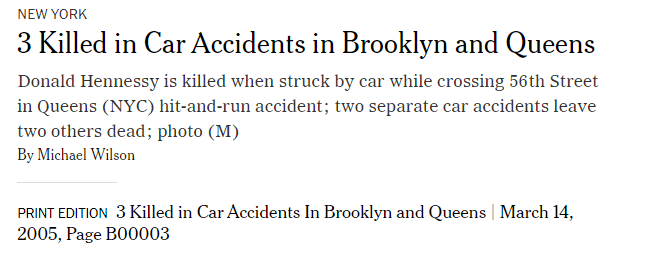 NEW YORK
3 Killed in Car Accidents in Brooklyn and Queens
Donald Hennessy is killed when struck by car while crossing 56th Street
in Queens (NYC) hit-and-run accident; two separate car accidents leave
two others dead; photo (M)
By Michael Wilson
PRINT EDITION 3 Killed in Car Accidents In Brooklyn and Queens | March 14,
2005, Page B00003